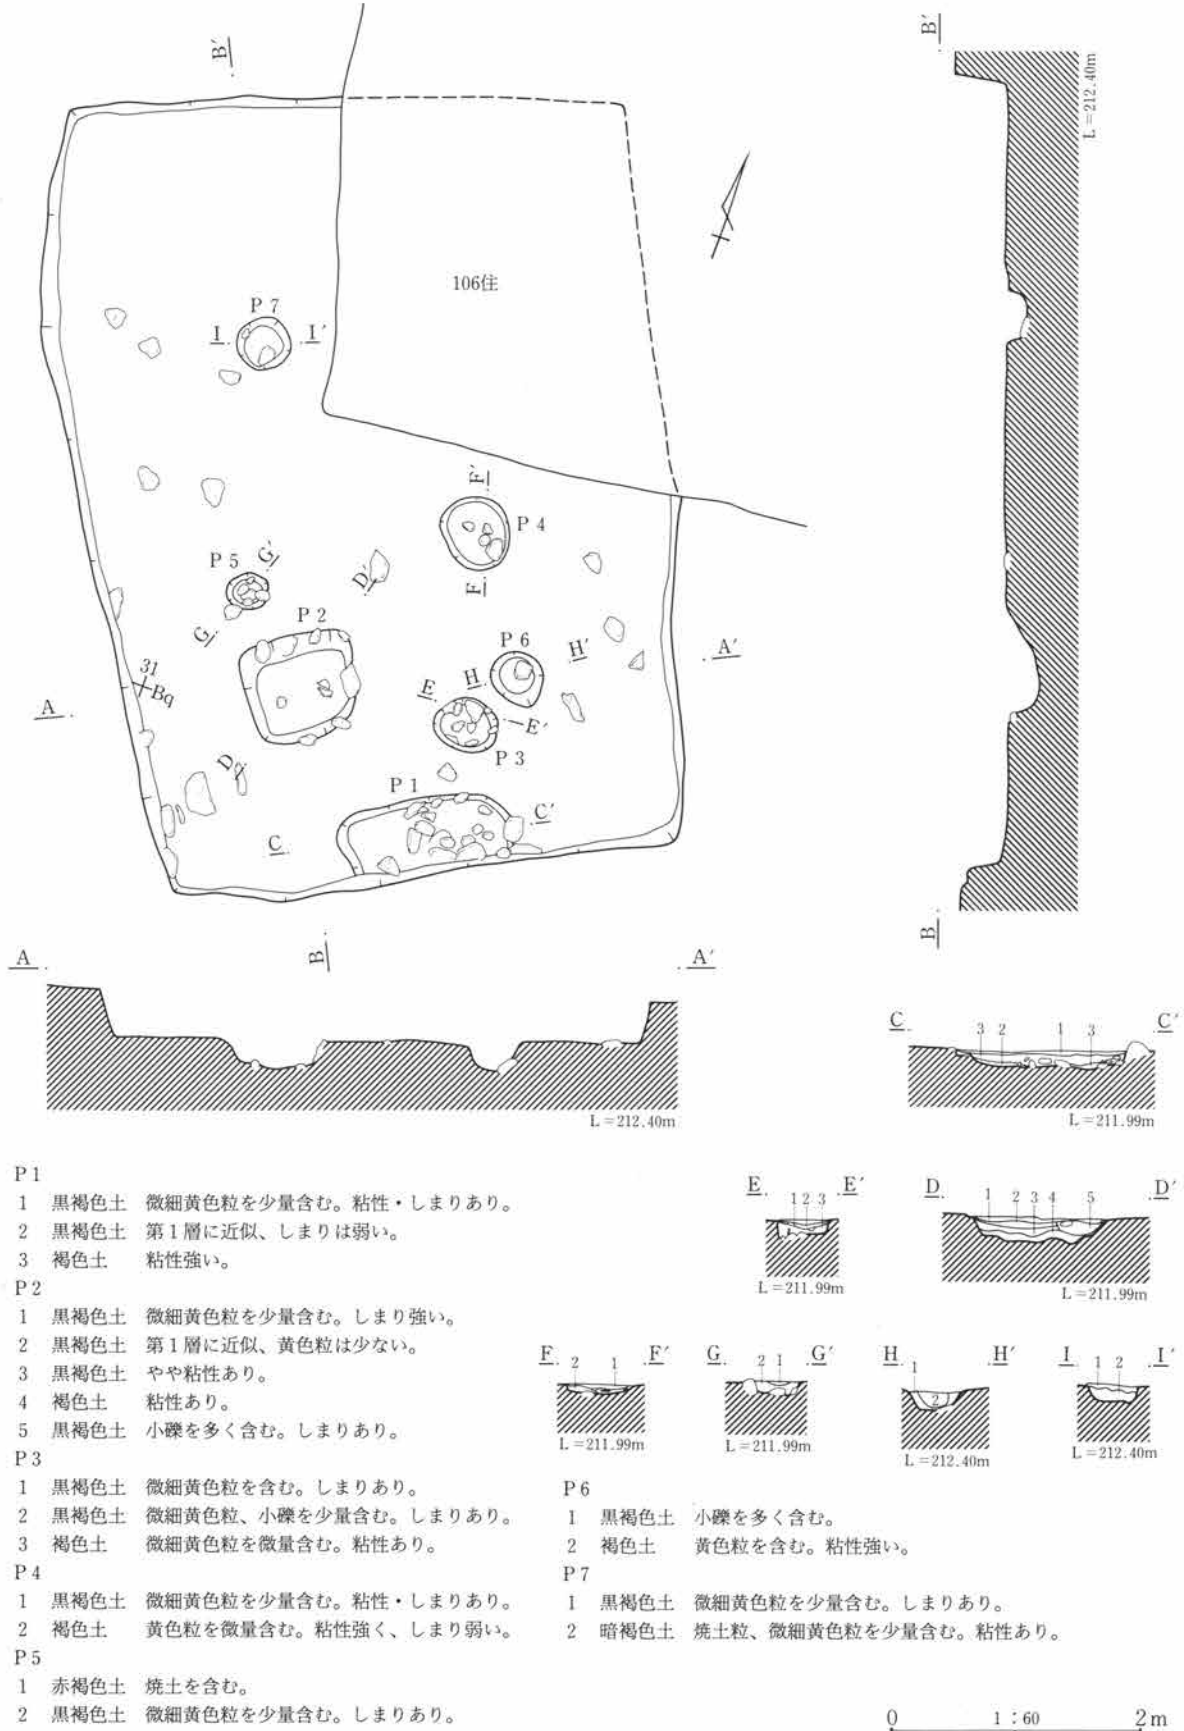 B′
B′
L＝212.40m
106住
P 7
I I′
F′
P 4
P 5 G′
D′
F
G
P 2
P 6
H′
A′
31
Bq
H
E
A
E′
P 3
D
P 1
C′
C
B
B
A A′
L＝212.40m
C 3 2 1 3 C′
L＝211.99m
E 1 2 3 E′
L＝211.99m
D 1 2 3 4 5 D′
L＝211.99m
F 2 1 F′
L＝211.99m
G 2 1 G′
L＝211.99m
H 1 H′
2
L＝212.40m
I 1 2 I′
L＝212.40m
P 1
1 黒褐色土 微細黄色粒を少量含む。粘性・しまりあり。
2 黒褐色土 第１層に近似、しまりは弱い。
3 褐色土 粘性強い。
P 2
1 黒褐色土 微細黄色粒を少量含む。しまり強い。
2 黒褐色土 第１層に近似、黄色粒は少ない。
3 黒褐色土 やや粘性あり。
4 褐色土 粘性あり。
5 黒褐色土 小礫を多く含む。しまりあり。
P 3
1 黒褐色土 微細黄色粒を含む。しまりあり。
2 黒褐色土 微細黄色粒、小礫を少量含む。しまりあり。
3 褐色土 微細黄色粒を微量含む。粘性あり。
P 4
1 黒褐色土 微細黄色粒を少量含む。粘性・しまりあり。
2 褐色土 黄色粒を微量含む。粘性強く、しまり弱い。
P 5
1 赤褐色土 焼土を含む。
2 黒褐色土 微細黄色粒を少量含む。しまりあり。
P 6
1 黒褐色土 小礫を多く含む。
2 褐色土 黄色粒を含む。粘性強い。
P 7
1 黒褐色土 微細黄色粒を少量含む。しまりあり。
2 暗褐色土 焼土粒、微細黄色粒を少量含む。粘性あり。
0 1：60 2m